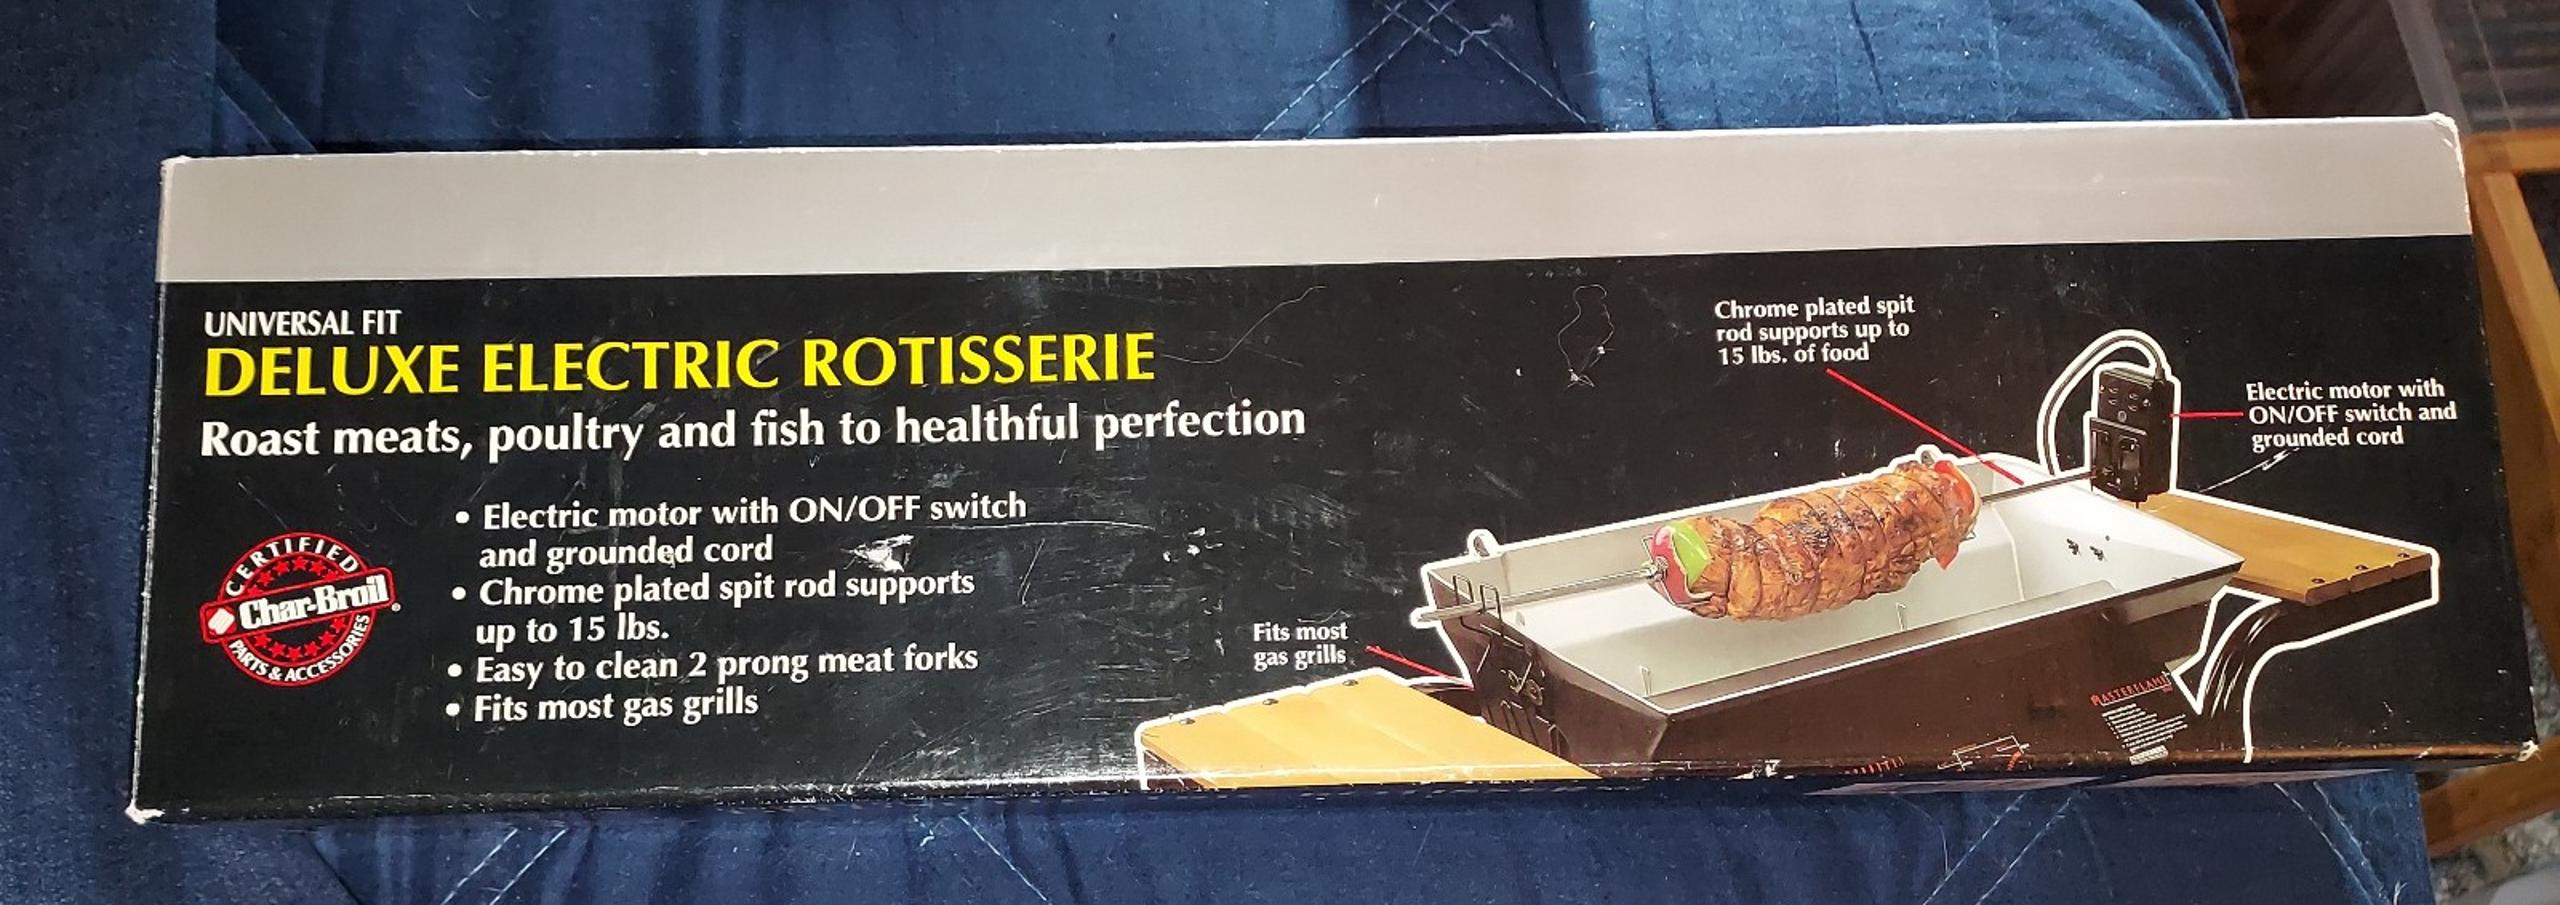 UNIVERSAL FIT
DELUXE ELECTRIC ROTISSERIE
Roast meats, poultry and fish to healthful perfection
• Electric motor with ON/OFF switch
and grounded cord
• Chrome plated spit rod supports
up to 15 lbs.
• Easy to clean 2 prong meat forks
• Fits most gas grills
CERTIFIED
Char-Broil®
PARTS & ACCESSORIES
Chrome plated spit
rod supports up to
15 lbs. of food
Electric motor with
ON/OFF switch and
grounded cord
Fits most
gas grills
MASTERFLAME